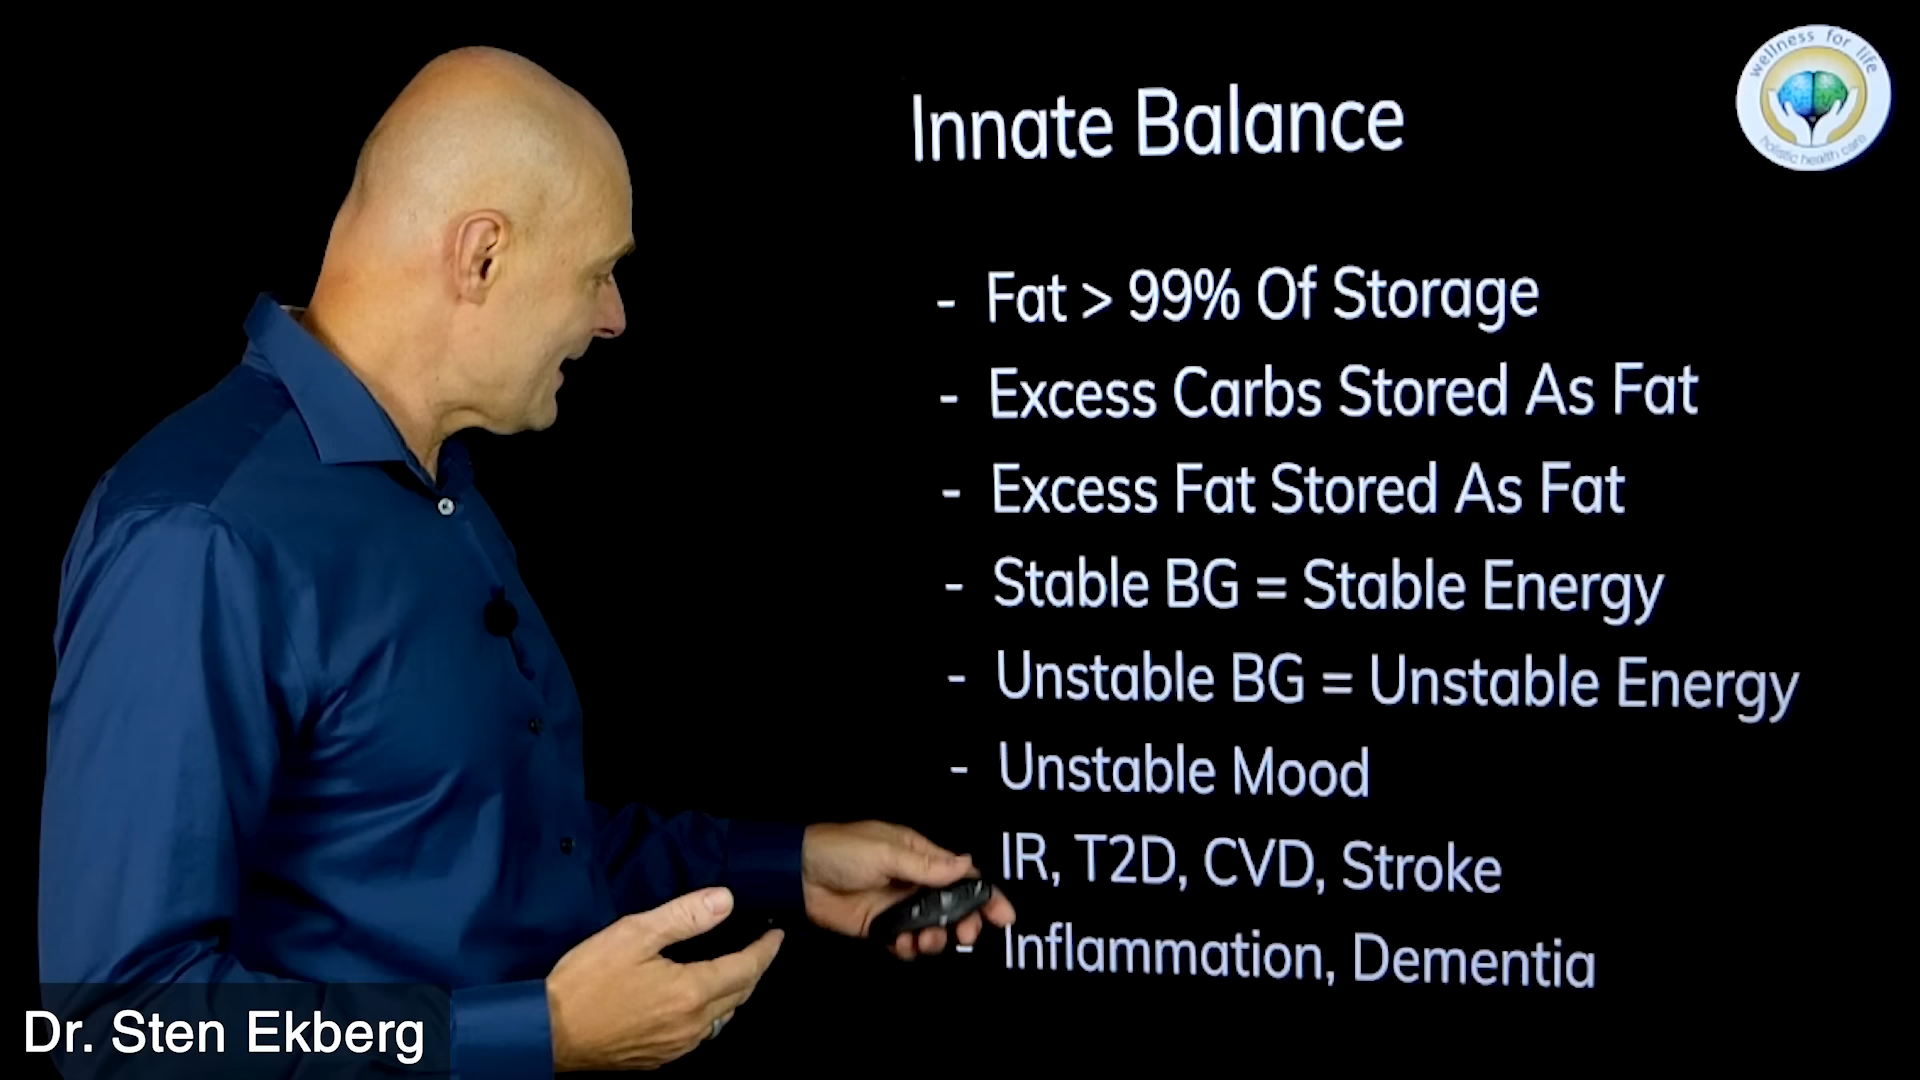 wellness for life
holistic health care
Innate Balance
- Fat > 99% Of Storage
- Excess Carbs Stored As Fat
- Excess Fat Stored As Fat
- Stable BG = Stable Energy
- Unstable BG = Unstable Energy
- Unstable Mood
IR, T2D, CVD, Stroke
- Inflammation, Dementia
Dr. Sten Ekberg